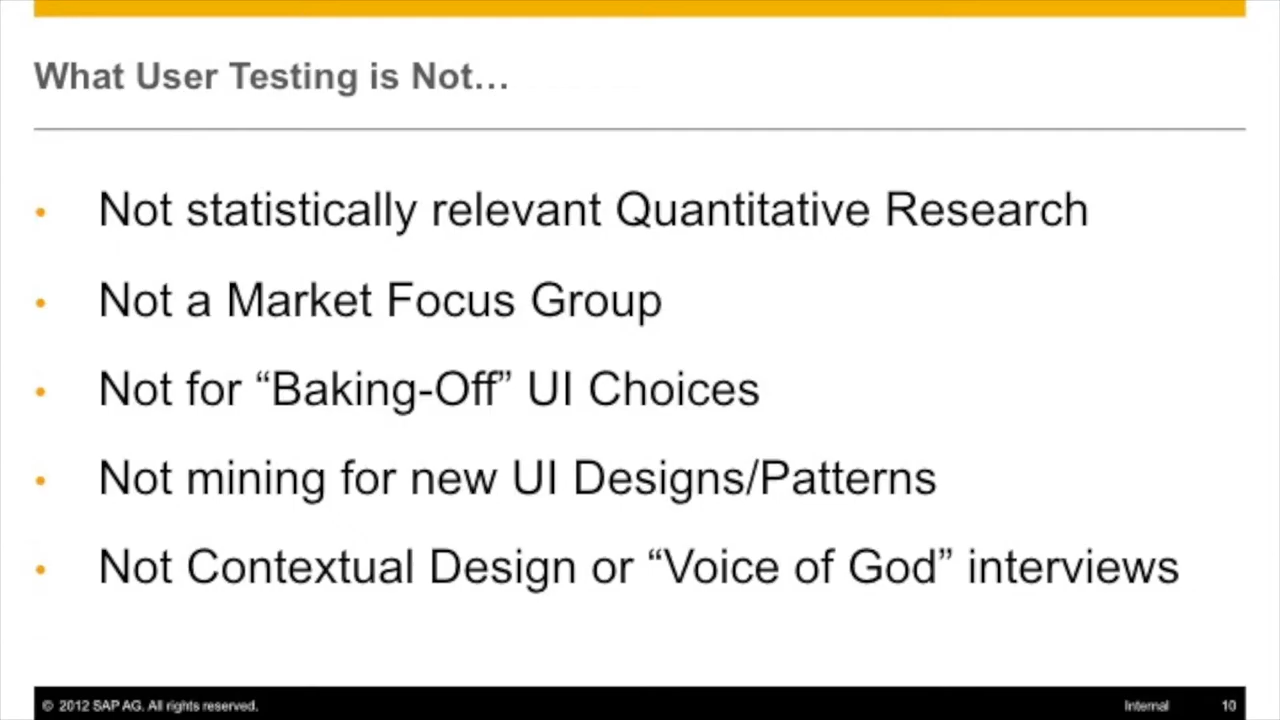 What User Testing is Not…
• Not statistically relevant Quantitative Research
• Not a Market Focus Group
• Not for “Baking-Off” UI Choices
• Not mining for new UI Designs/Patterns
• Not Contextual Design or “Voice of God” interviews
© 2012 SAP AG. All rights reserved. Internal 10